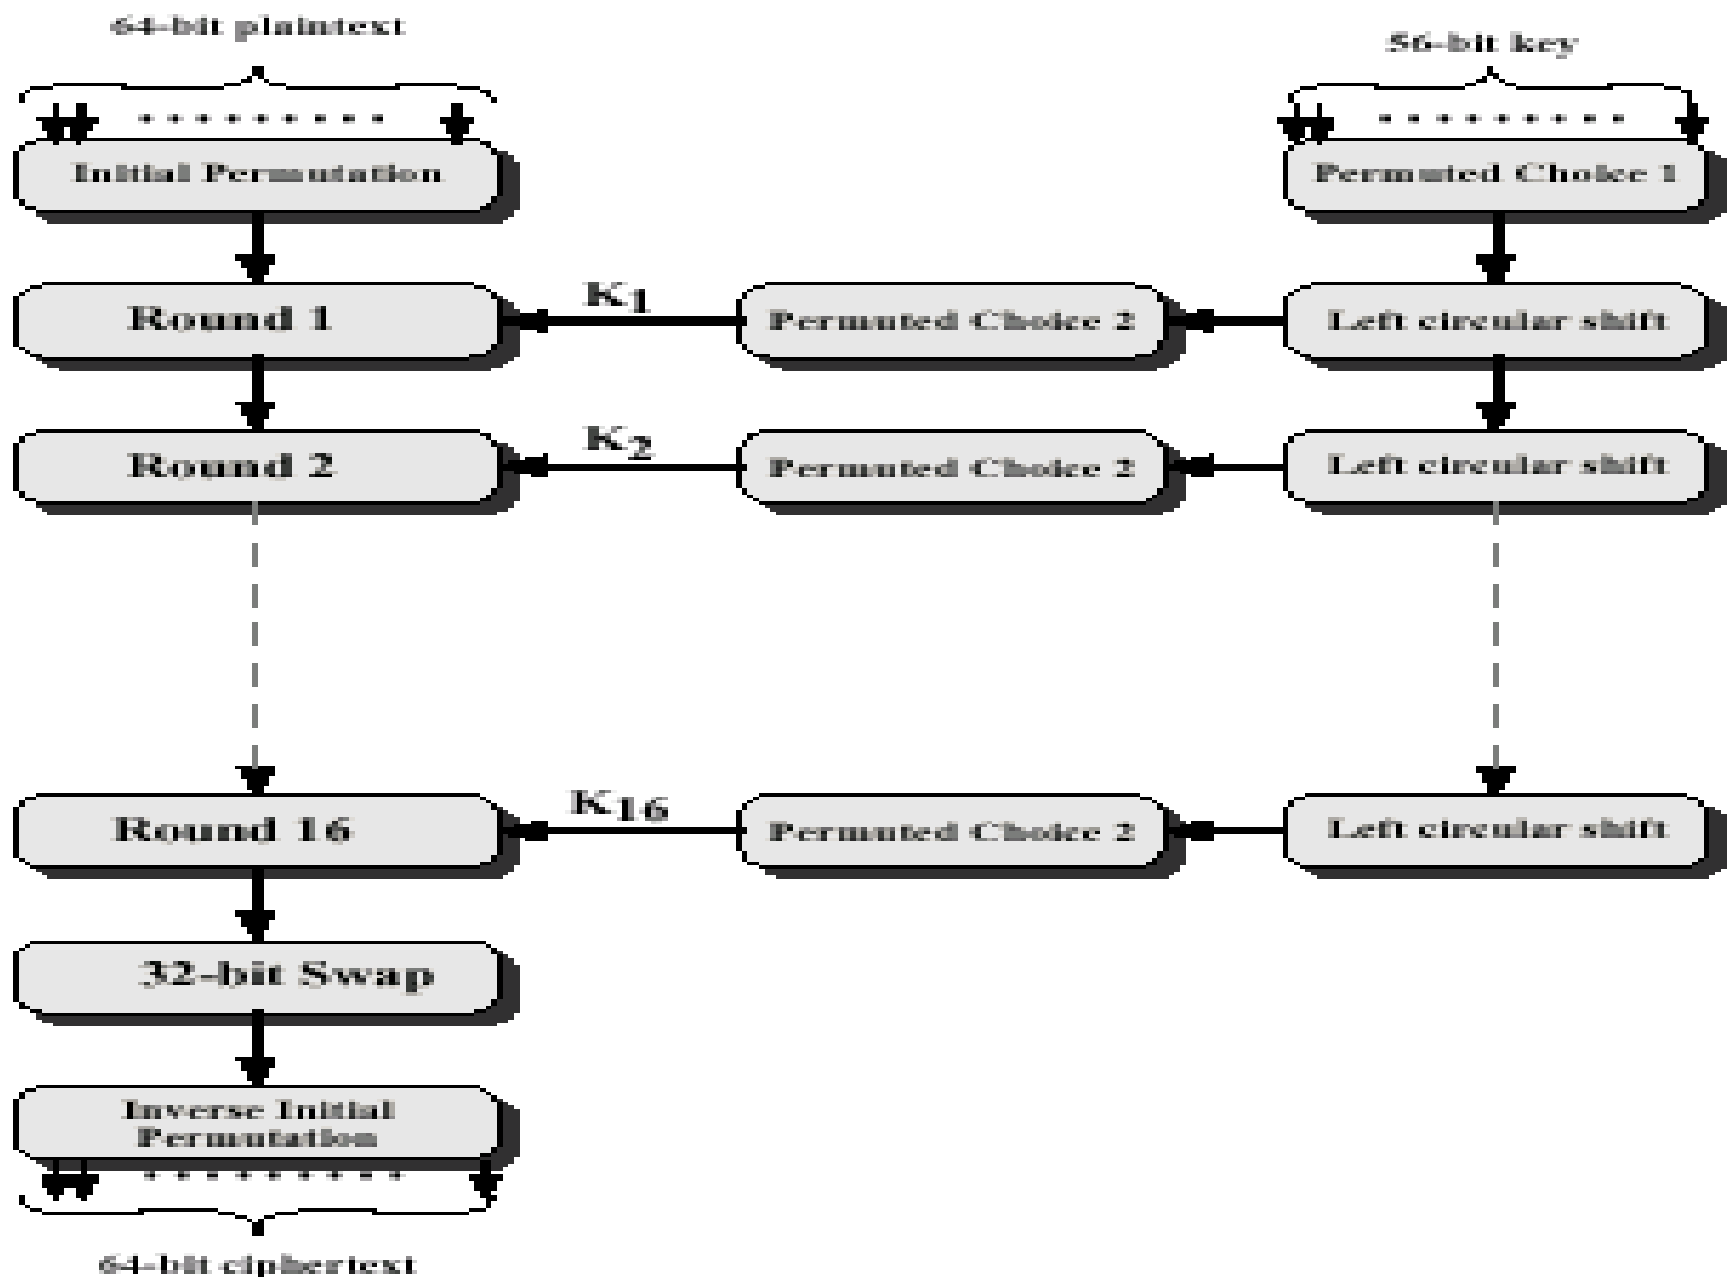 64-bit plaintext
56-bit key
Initial Permutation
Permuted Choice 1
Round 1
K1
Permuted Choice 2
Left circular shift
Round 2
K2
Permuted Choice 2
Left circular shift
Round 16
K16
Permuted Choice 2
Left circular shift
32-bit Swap
Inverse Initial
Permutation
64-bit ciphertext